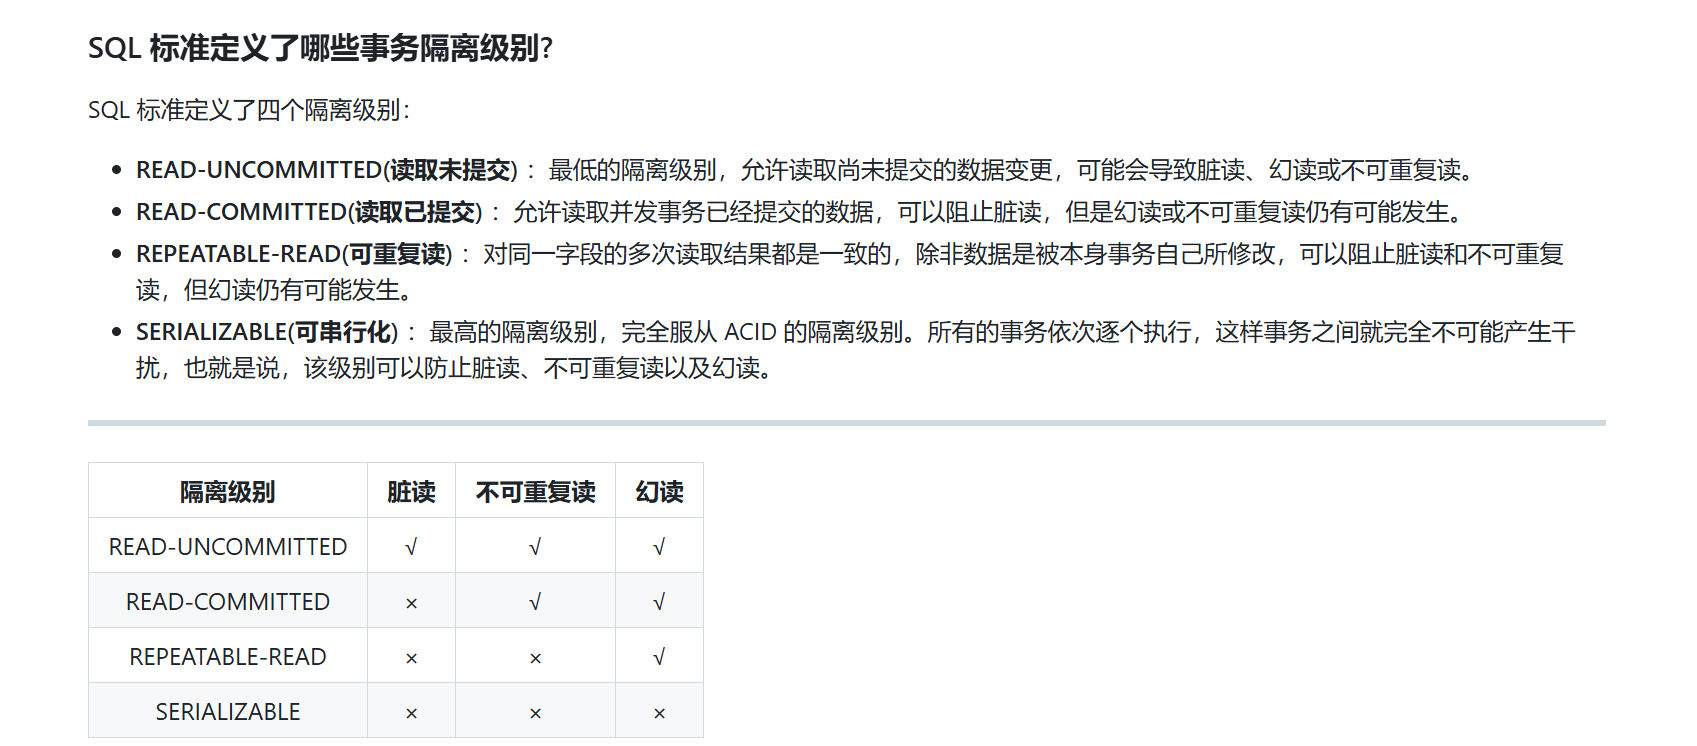 SQL 标准定义了哪些事务隔离级别?
SQL 标准定义了四个隔离级别：
• READ-UNCOMMITTED(读取未提交) ： 最低的隔离级别，允许读取尚未提交的数据变更，可能会导致脏读、幻读或不可重复读。
• READ-COMMITTED(读取已提交) ： 允许读取并发事务已经提交的数据，可以阻止脏读，但是幻读或不可重复读仍有可能发生。
• REPEATABLE-READ(可重复读) ： 对同一字段的多次读取结果都是一致的，除非数据是被本身事务自己所修改，可以阻止脏读和不可重复
读，但幻读仍有可能发生。
• SERIALIZABLE(可串行化) ： 最高的隔离级别，完全服从 ACID 的隔离级别。所有的事务依次逐个执行，这样事务之间就完全不可能产生干
扰，也就是说，该级别可以防止脏读、不可重复读以及幻读。
隔离级别 脏读 不可重复读 幻读
READ-UNCOMMITTED √ √ √
READ-COMMITTED × √ √
REPEATABLE-READ × × √
SERIALIZABLE × × ×